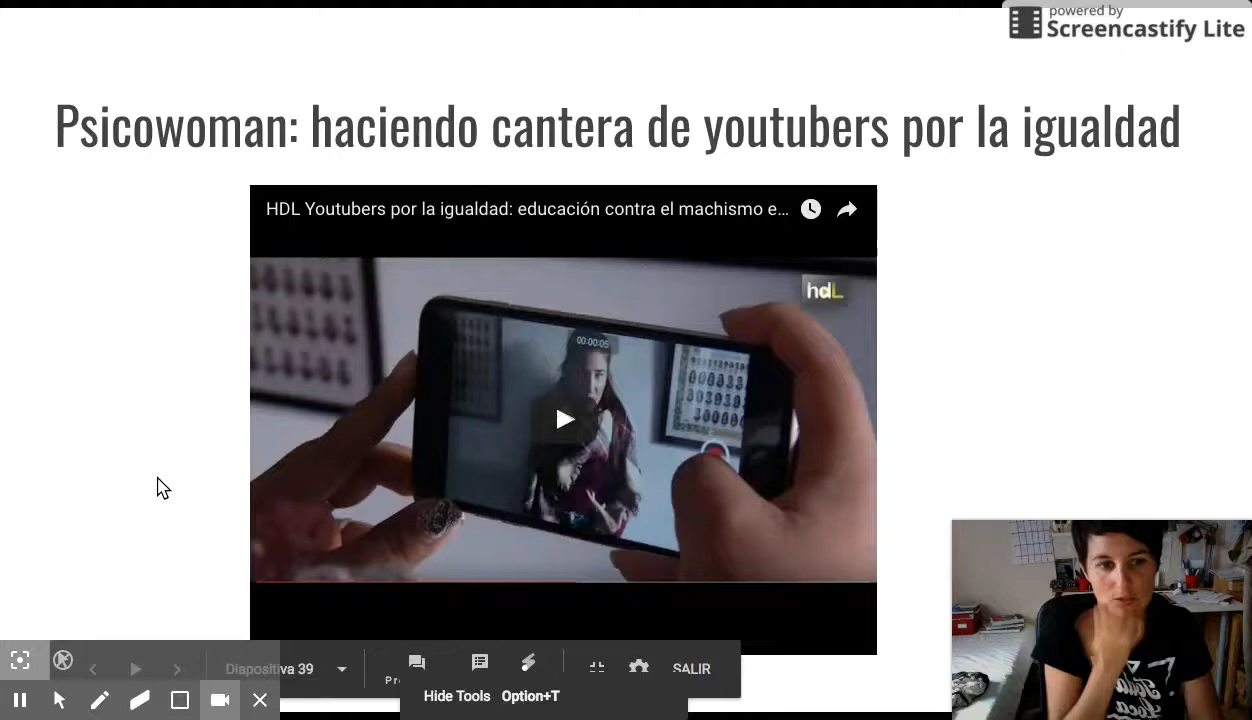 powered by
Screencastify Lite
Psicowoman: haciendo cantera de youtubers por la igualdad
HDL Youtubers por la igualdad: educación contra el machismo e...
hdL
00:00:05
Diapositiva 39
SALIR
Hide Tools Option+T